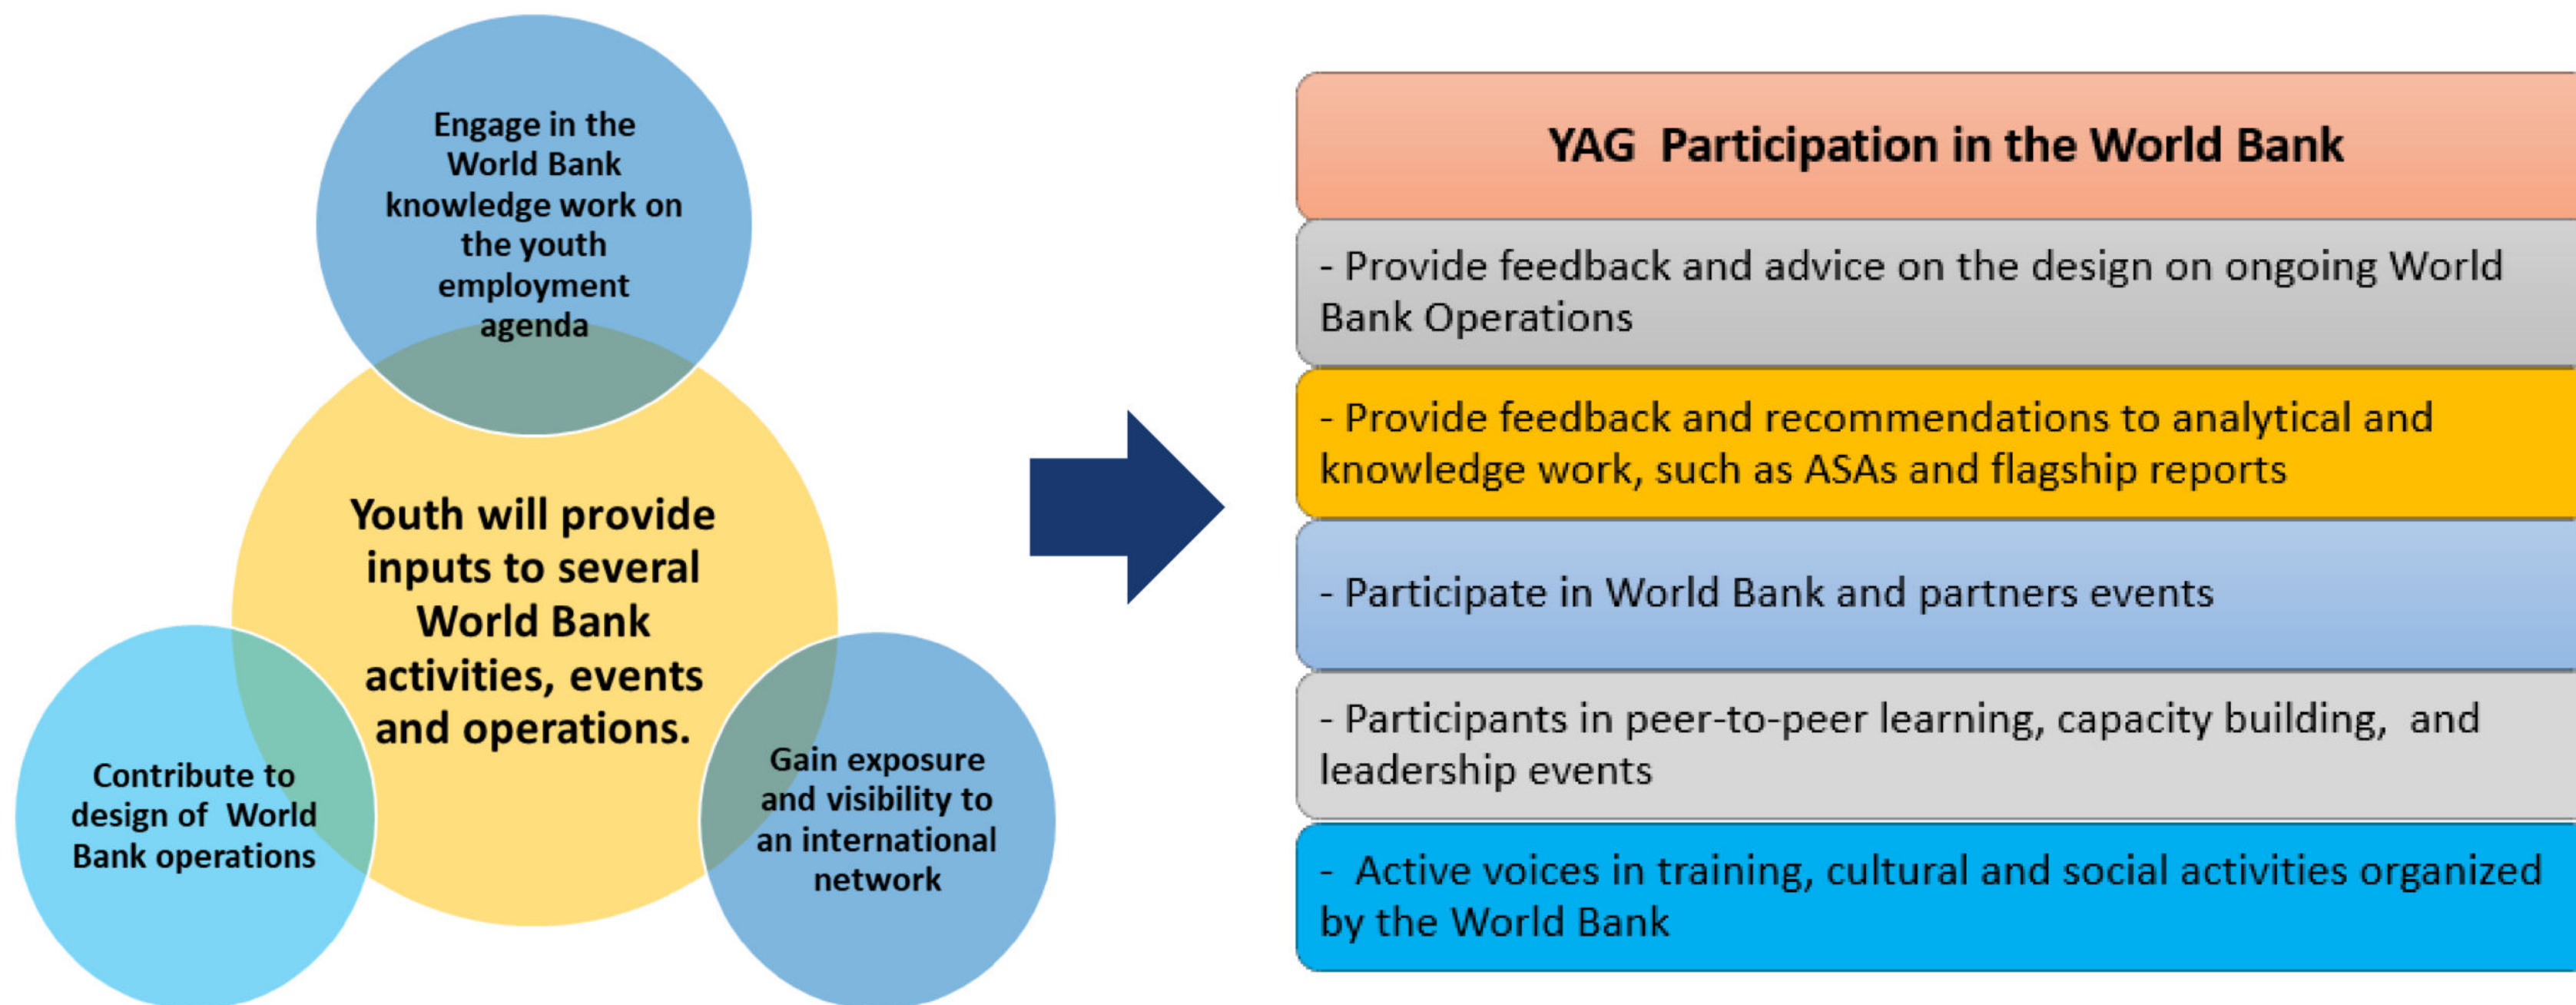 Engage in the
World Bank
knowledge work on
the youth
employment
agenda
Youth will provide
inputs to several
World Bank
activities, events
and operations.
Contribute to
design of World
Bank operations
Gain exposure
and visibility to
an international
network
YAG Participation in the World Bank
- Provide feedback and advice on the design on ongoing World
Bank Operations
- Provide feedback and recommendations to analytical and
knowledge work, such as ASAs and flagship reports
- Participate in World Bank and partners events
- Participants in peer-to-peer learning, capacity building, and
leadership events
- Active voices in training, cultural and social activities organized
by the World Bank